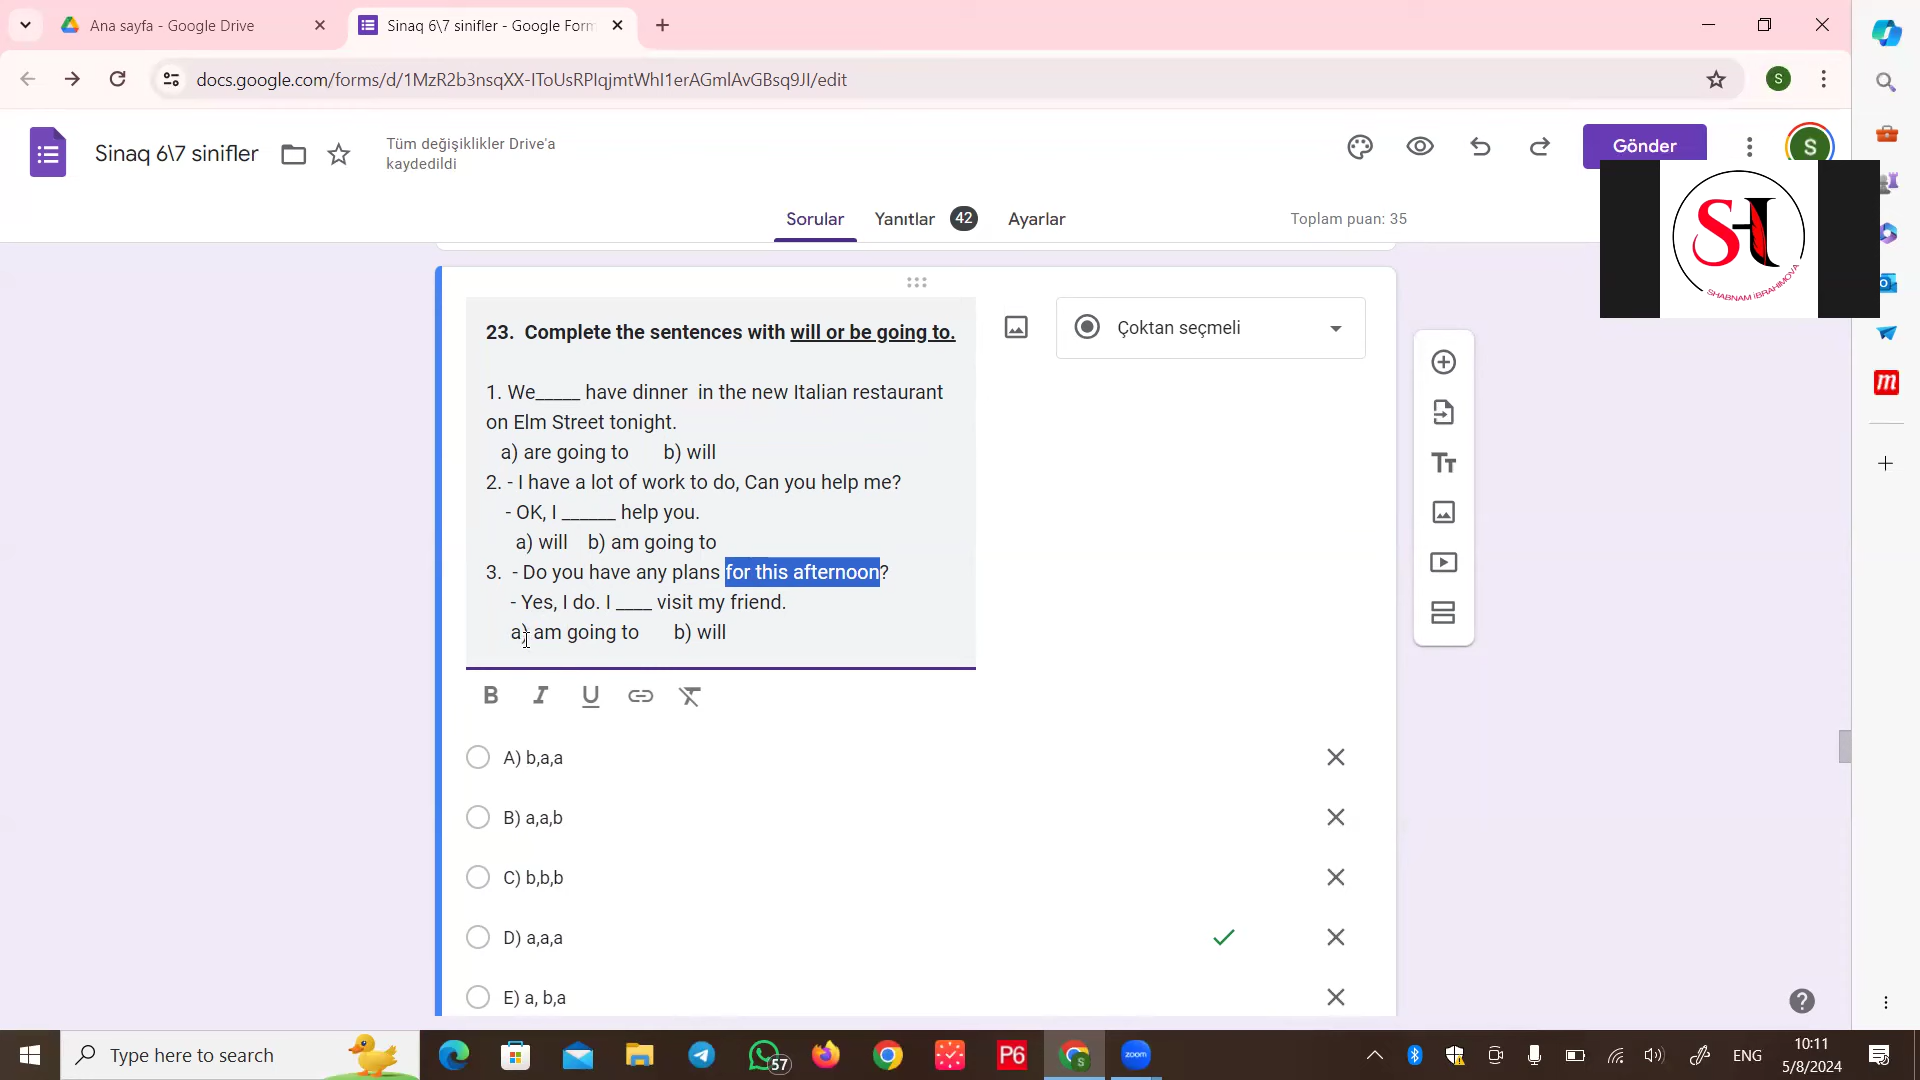 Ana sayfa - Google Drive
Sinaq 6\7 sinifler - Google Form
docs.google.com/forms/d/1MzR2b3nsqXX-IToUsRPIqjmtWhI1erAGmlAvGBsq9JI/edit
S
Sinaq 6\7 sinifler
Tüm değişiklikler Drive'a
kaydedildi
Gönder
S
Sorular
Yanıtlar 42
Ayarlar
Toplam puan: 35
SHABNAM İBRAHIMOVA
23. Complete the sentences with will or be going to.
Çoktan seçmeli
1. We_____ have dinner in the new Italian restaurant
on Elm Street tonight.
a) are going to b) will
2. - I have a lot of work to do, Can you help me?
- OK, I ______ help you.
a) will b) am going to
3. - Do you have any plans for this afternoon?
- Yes, I do. I ____ visit my friend.
a) am going to b) will
A) b,a,a
B) a,a,b
C) b,b,b
D) a,a,a
E) a, b,a
Type here to search
57
P6
S
zoom
ENG
10:11
5/8/2024